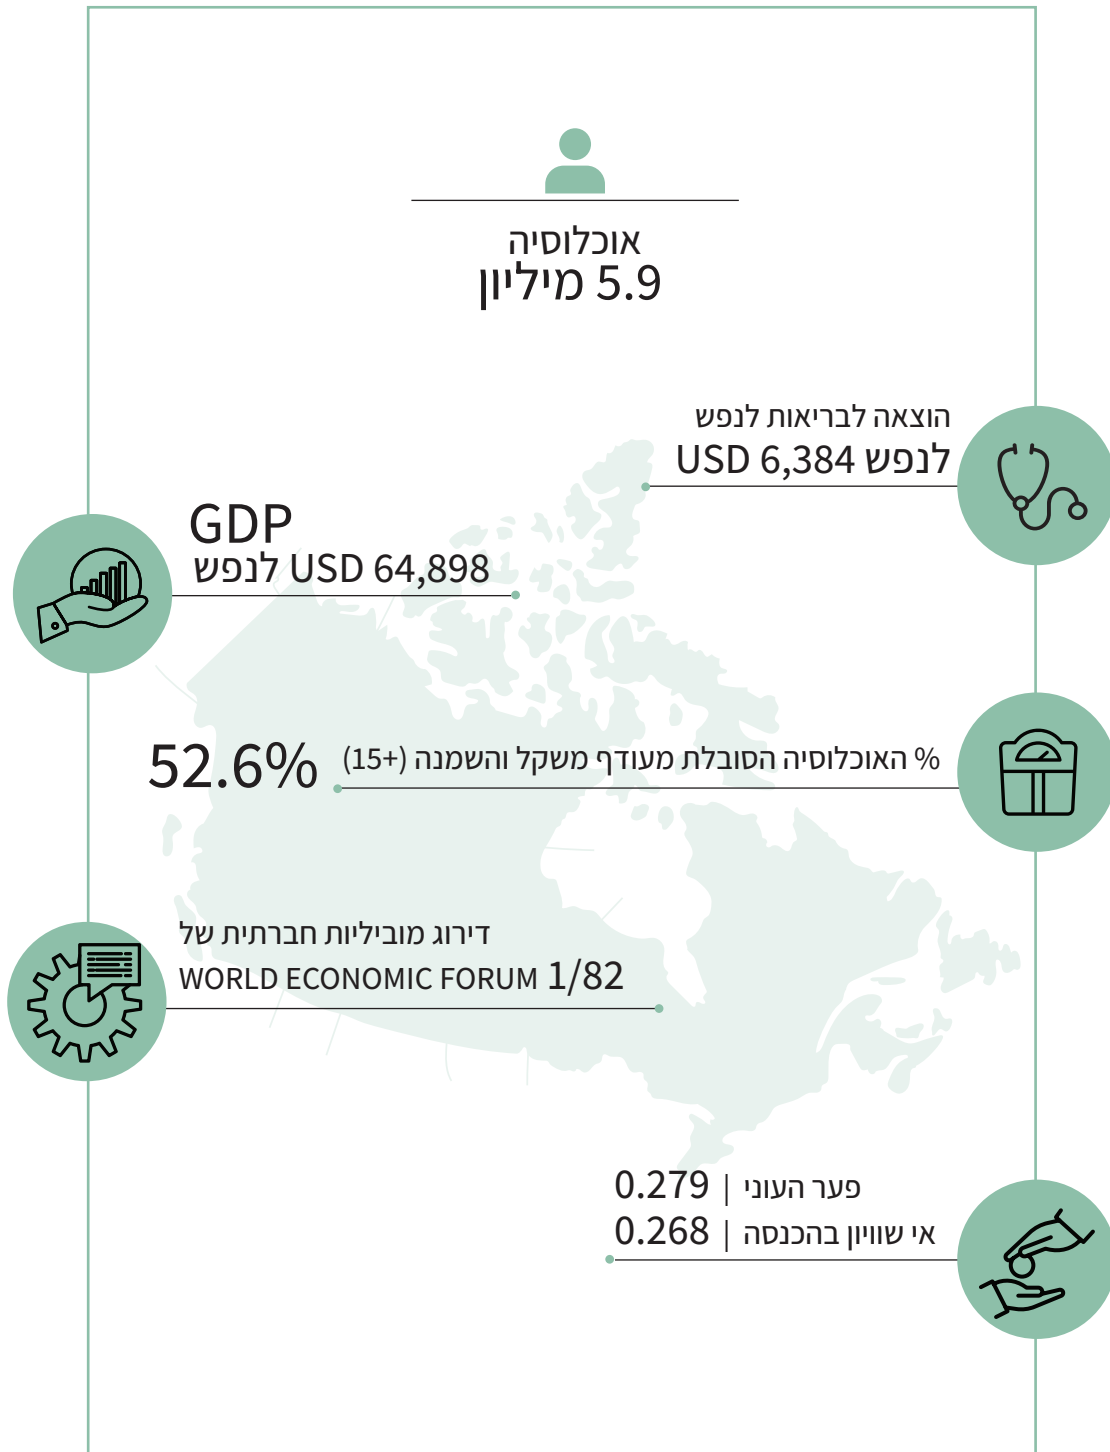 אוכלוסיה
5.9 מיליון
הוצאה לבריאות לנפש
לנפש USD 6,384
GDP
USD 64,898 לנפש
% האוכלוסיה הסובלת מעודף משקל והשמנה (15+)
52.6%
דירוג מוביליות חברתית של
WORLD ECONOMIC FORUM 1/82
פער העוני | 0.279
אי שוויון בהכנסה | 0.268